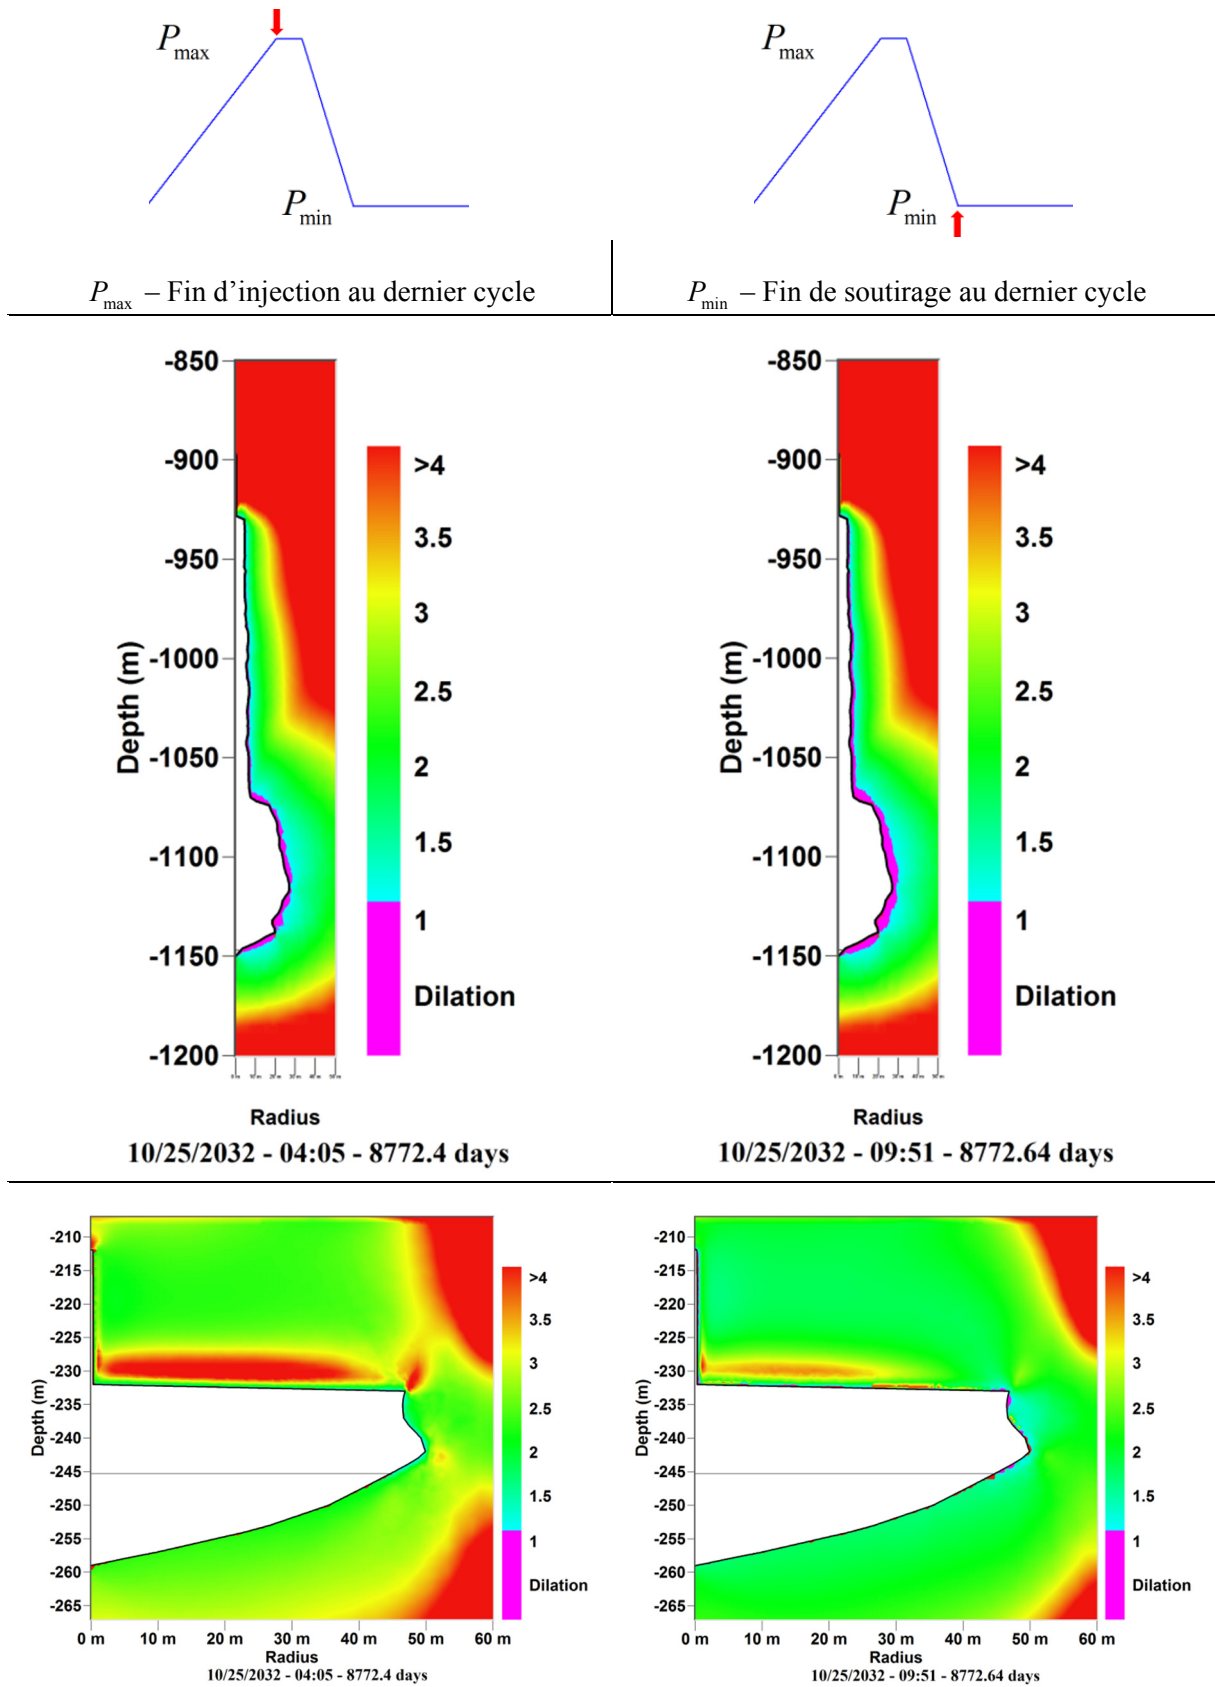 Pmax
Pmin
Pmax
Pmin
Pmax – Fin d’injection au dernier cycle
Pmin – Fin de soutirage au dernier cycle
-850
-900
-950
-1000
-1050
-1100
-1150
-1200
Depth (m)
>4
3.5
3
2.5
2
1.5
1
Dilation
Radius
10/25/2032 - 04:05 - 8772.4 days
-850
-900
-950
-1000
-1050
-1100
-1150
-1200
Depth (m)
>4
3.5
3
2.5
2
1.5
1
Dilation
Radius
10/25/2032 - 09:51 - 8772.64 days
-210
-215
-220
-225
-230
-235
-240
-245
-250
-255
-260
-265
Depth (m)
>4
3.5
3
2.5
2
1.5
1
Dilation
0 m 10 m 20 m 30 m 40 m 50 m 60 m
Radius
10/25/2032 - 04:05 - 8772.4 days
-210
-215
-220
-225
-230
-235
-240
-245
-250
-255
-260
-265
Depth (m)
>4
3.5
3
2.5
2
1.5
1
Dilation
0 m 10 m 20 m 30 m 40 m 50 m 60 m
Radius
10/25/2032 - 09:51 - 8772.64 days